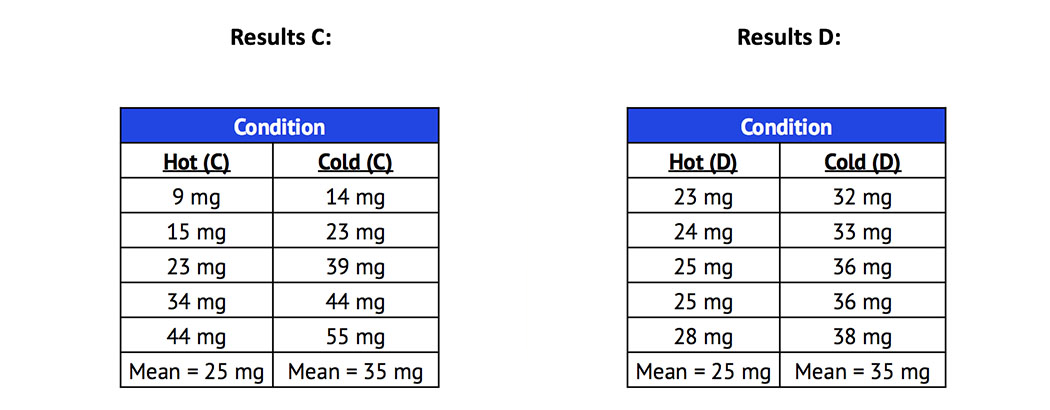 Results C:
Condition
Hot (C) Cold (C)
9 mg 14 mg
15 mg 23 mg
23 mg 39 mg
34 mg 44 mg
44 mg 55 mg
Mean = 25 mg Mean = 35 mg
Results D:
Condition
Hot (D) Cold (D)
23 mg 32 mg
24 mg 33 mg
25 mg 36 mg
25 mg 36 mg
28 mg 38 mg
Mean = 25 mg Mean = 35 mg